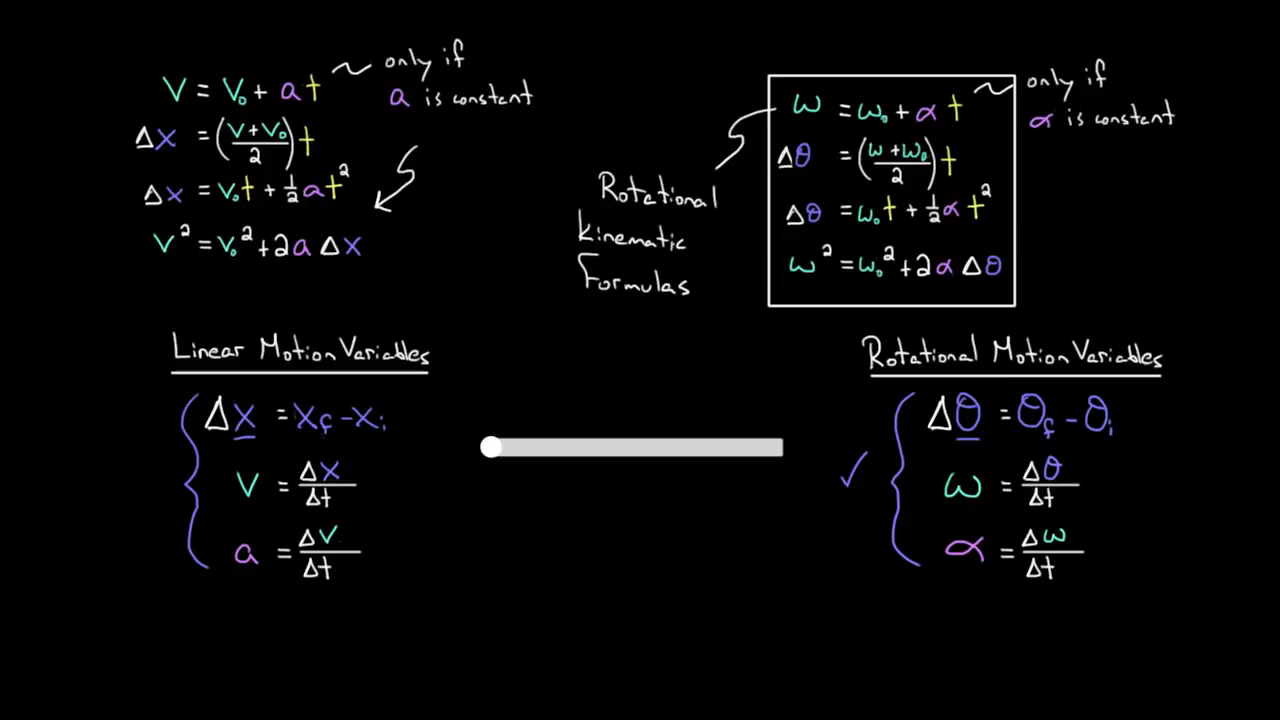 V = V₀ + at
only if
a is constant
Δx = ((V + V₀)/2)t
Δx = V₀t + ½at²
V² = V₀² + 2aΔx
Rotational
Kinematic
Formulas
ω = ω₀ + αt
only if
α is constant
Δθ = ((ω + ω₀)/2)t
Δθ = ω₀t + ½αt²
ω² = ω₀² + 2αΔθ
Linear Motion Variables
Δx = x_f - x_i
V = Δx/Δt
a = ΔV/Δt
Rotational Motion Variables
Δθ = θ_f - θ_i
ω = Δθ/Δt
α = Δω/Δt